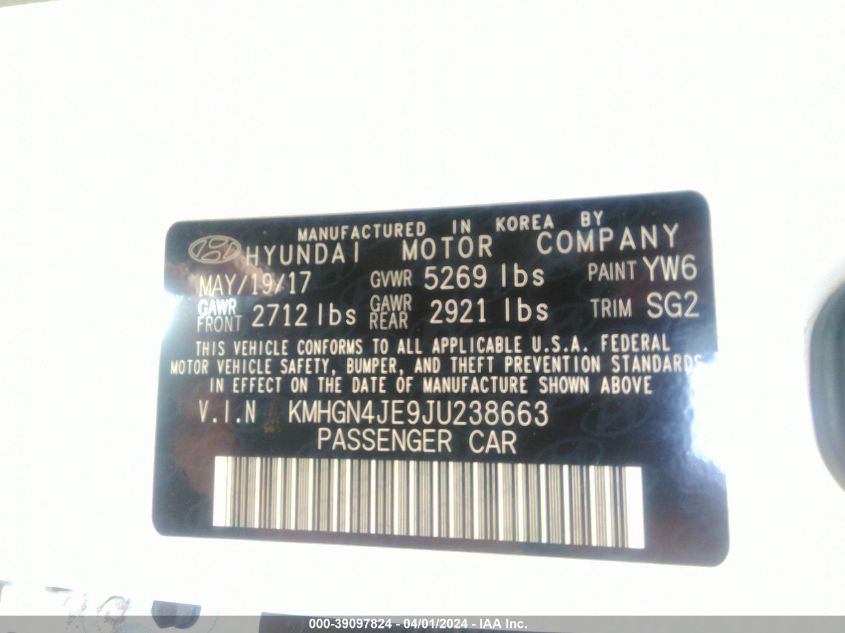 MANUFACTURED IN KOREA BY
HYUNDAI MOTOR COMPANY
MAY/19/17 GVWR 5269 lbs PAINT YW6
GAWR FRONT 2712 lbs GAWR REAR 2921 lbs TRIM SG2
THIS VEHICLE CONFORMS TO ALL APPLICABLE U.S.A. FEDERAL
MOTOR VEHICLE SAFETY, BUMPER, AND THEFT PREVENTION STANDARDS
IN EFFECT ON THE DATE OF MANUFACTURE SHOWN ABOVE
V.I.N KMHGN4JE9JU238663
PASSENGER CAR
000-39097824 - 04/01/2024 - IAA Inc.